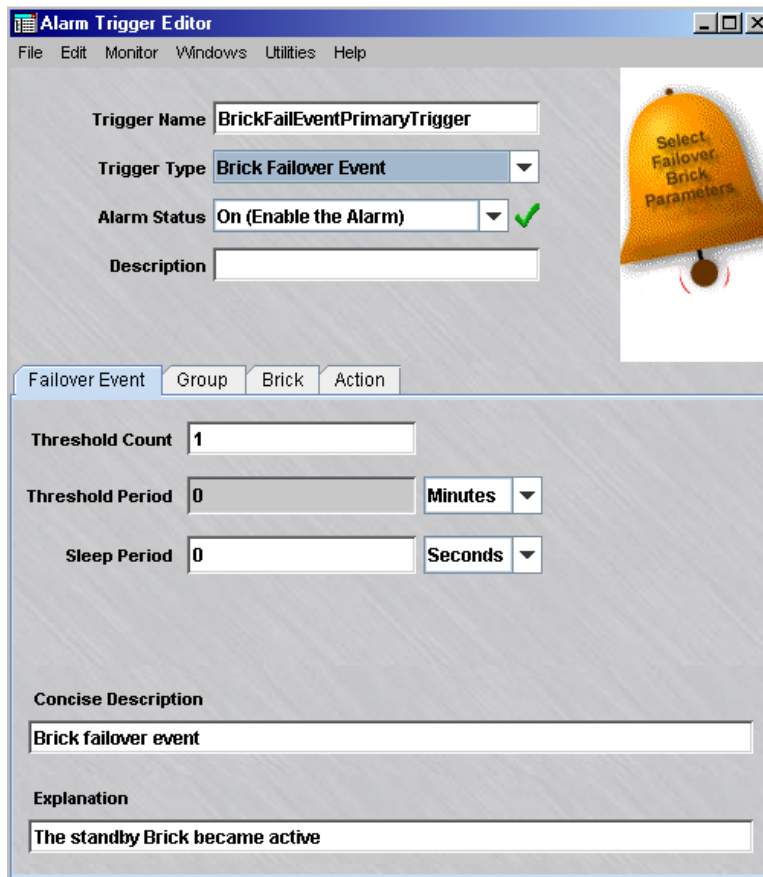 Alarm Trigger Editor
File Edit Monitor Windows Utilities Help
Trigger Name BrickFailEventPrimaryTrigger
Trigger Type Brick Failover Event
Alarm Status On (Enable the Alarm)
Description
Select
Failover
Brick
Parameters
Failover Event Group Brick Action
Threshold Count 1
Threshold Period 0 Minutes
Sleep Period 0 Seconds
Concise Description
Brick failover event
Explanation
The standby Brick became active